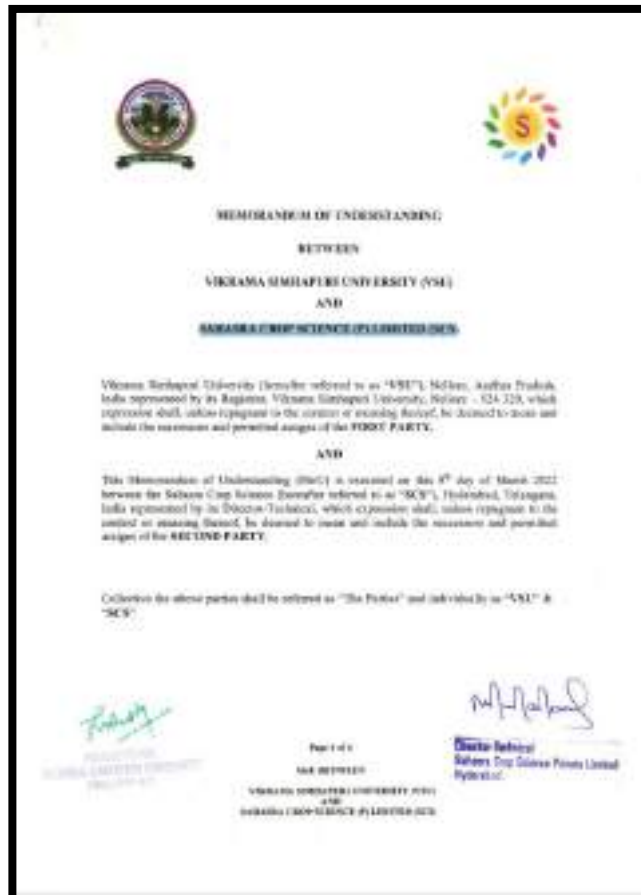 S
MEMORANDUM OF UNDERSTANDING
BETWEEN
VIKRAMA SIMHAPURI UNIVERSITY (VSU)
AND
CROP SCIENCE (P) LIMITED (SCS)
Vikrama Simhapuri University (hereafter referred to as "VSU"), Nellore, Andhra Pradesh,
India represented by its Registrar, Vikrama Simhapuri University, Nellore - 524 320, which
expression shall, unless repugnant to the context or meaning thereof, be deemed to mean and
include the successors and permitted assigns of the FIRST PARTY.
AND
This Memorandum of Understanding (MoU) is executed on this day of March 2022
between the Crop Science (hereafter referred to as "SCS"), Hyderabad, Telangana,
India represented by its Director-Technical, which expression shall, unless repugnant to the
context or meaning thereof, be deemed to mean and include the successors and permitted
assigns of the SECOND PARTY.
the above parties shall be referred as "The Parties" and individually as "VSU" &
"SCS"
Director-Technical
Crop Science Private Limited
Hyderabad
Page 1 of
BETWEEN
VIKRAMA SIMHAPURI UNIVERSITY (VSU)
AND
CROP SCIENCE (P) LIMITED (SCS)